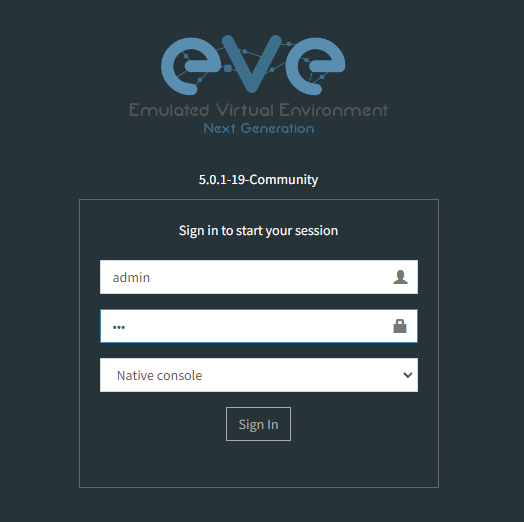 eve
Emulated Virtual Environment
Next Generation
5.0.1-19-Community
Sign in to start your session
admin
•••
Native console
Sign In